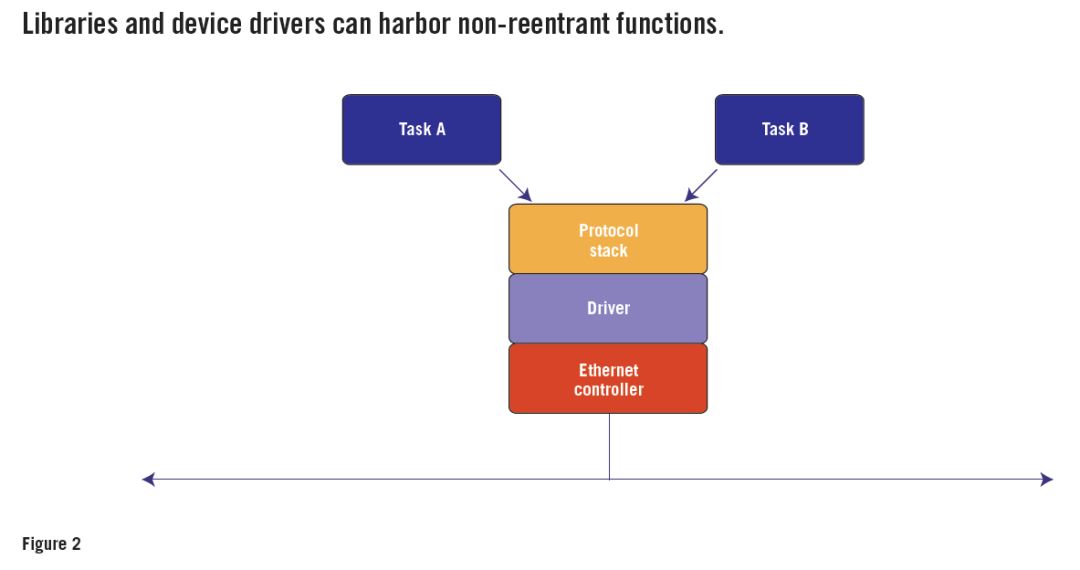 Libraries and device drivers can harbor non-reentrant functions.
Task A
Task B
Protocol
stack
Driver
Ethernet
controller
Figure 2